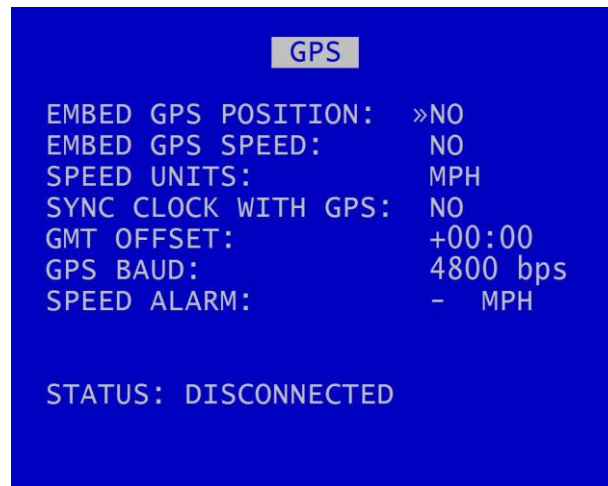 GPS
EMBED GPS POSITION: »NO
EMBED GPS SPEED: NO
SPEED UNITS: MPH
SYNC CLOCK WITH GPS: NO
GMT OFFSET: +00:00
GPS BAUD: 4800 bps
SPEED ALARM: - MPH
STATUS: DISCONNECTED